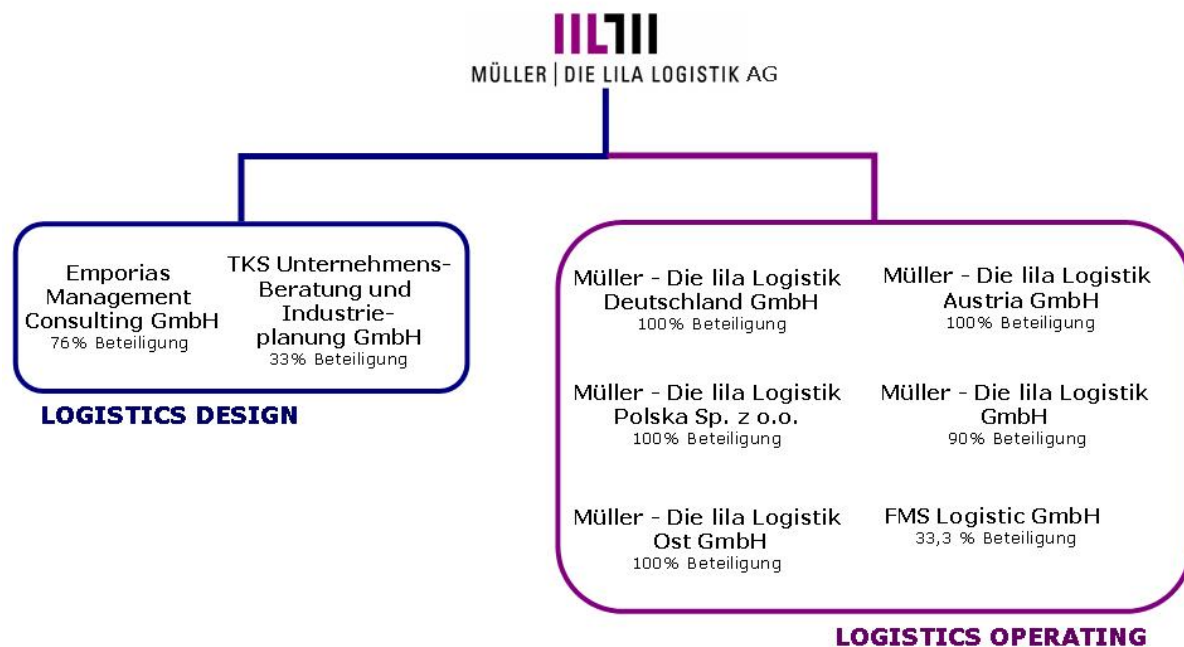 MÜLLER | DIE LILA LOGISTIK AG
Emporias
Management
Consulting GmbH
76% Beteiligung
TKS Unternehmens-
Beratung und
Industrie-
planung GmbH
33% Beteiligung
LOGISTICS DESIGN
Müller - Die lila Logistik
Deutschland GmbH
100% Beteiligung
Müller - Die lila Logistik
Austria GmbH
100% Beteiligung
Müller - Die lila Logistik
Polska Sp. z o.o.
100% Beteiligung
Müller - Die lila Logistik
GmbH
90% Beteiligung
Müller - Die lila Logistik
Ost GmbH
100% Beteiligung
FMS Logistic GmbH
33,3 % Beteiligung
LOGISTICS OPERATING